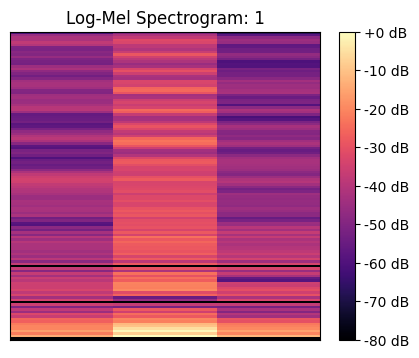 Log-Mel Spectrogram: 1
+0 dB
-10 dB
-20 dB
-30 dB
-40 dB
-50 dB
-60 dB
-70 dB
-80 dB